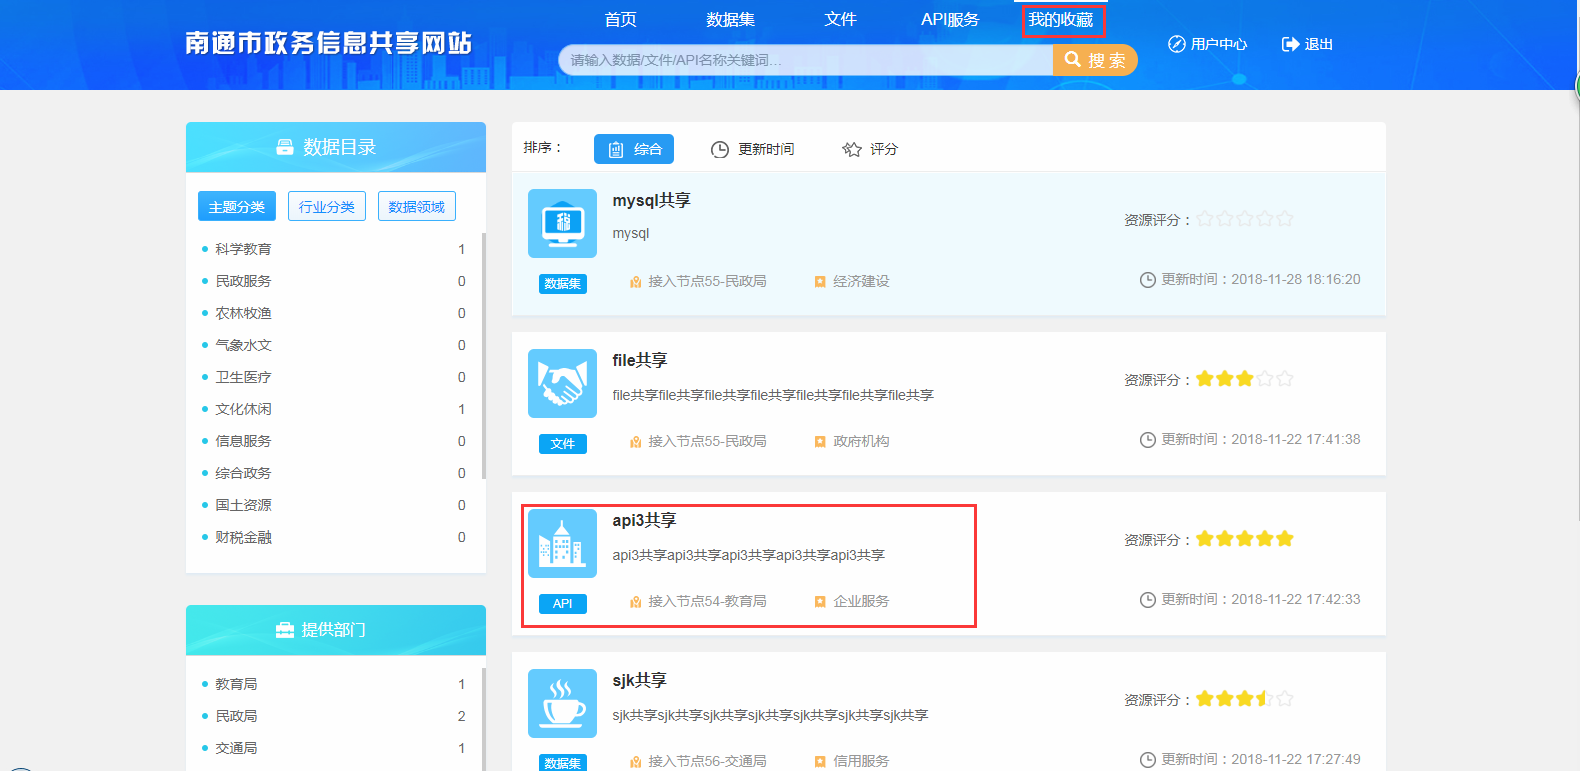 南通市政务信息共享网站
首页 数据集 文件 API服务 我的收藏
请输入数据/文件/API名称关键词... 搜 索
用户中心 退出
数据目录
主题分类 行业分类 数据领域
科学教育 1
民政服务 0
农林牧渔 0
气象水文 0
卫生医疗 0
文化休闲 1
信息服务 0
综合政务 0
国土资源 0
财税金融 0
提供部门
教育局 1
民政局 2
交通局 1
排序： 综合 更新时间 评分
mysql共享
mysql
资源评分：
数据集 接入节点55-民政局 经济建设 更新时间：2018-11-28 18:16:20
file共享
file共享file共享file共享file共享file共享file共享file共享
资源评分：
文件 接入节点55-民政局 政府机构 更新时间：2018-11-22 17:41:38
api3共享
api3共享api3共享api3共享api3共享api3共享
资源评分：
API 接入节点54-教育局 企业服务 更新时间：2018-11-22 17:42:33
sjk共享
sjk共享sjk共享sjk共享sjk共享sjk共享sjk共享sjk共享
资源评分：
数据集 接入节点56-交通局 信用服务 更新时间：2018-11-22 17:27:49